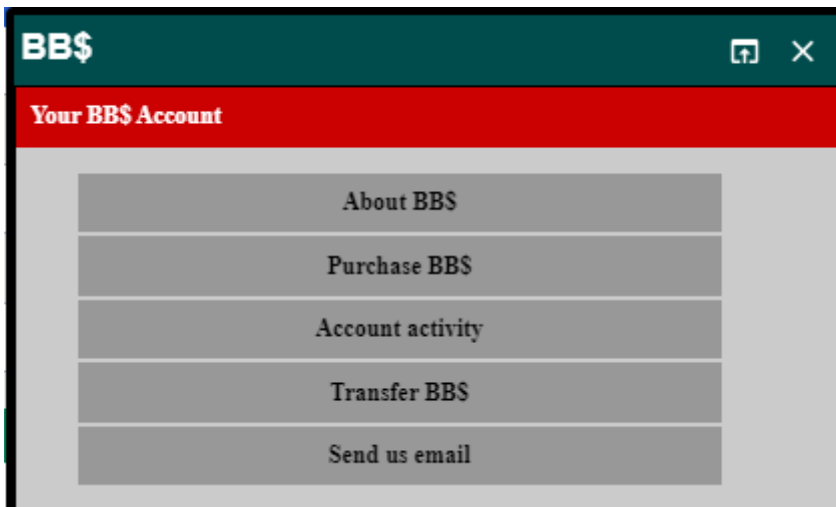 BB$
Your BB$ Account
About BB$
Purchase BB$
Account activity
Transfer BB$
Send us email